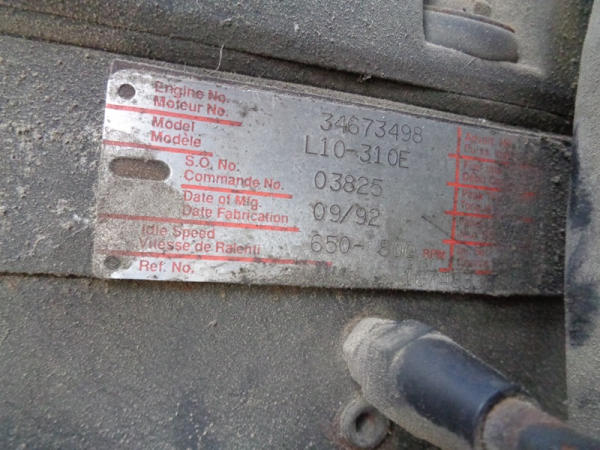 Engine No.
Moteur No. 34673498
Model
Modèle L10-310E
S.O. No.
Commande No. 03825
Date of Mfg.
Date Fabrication 09/92
Idle Speed
Vitesse de Ralenti 650- RPM
Ref. No.